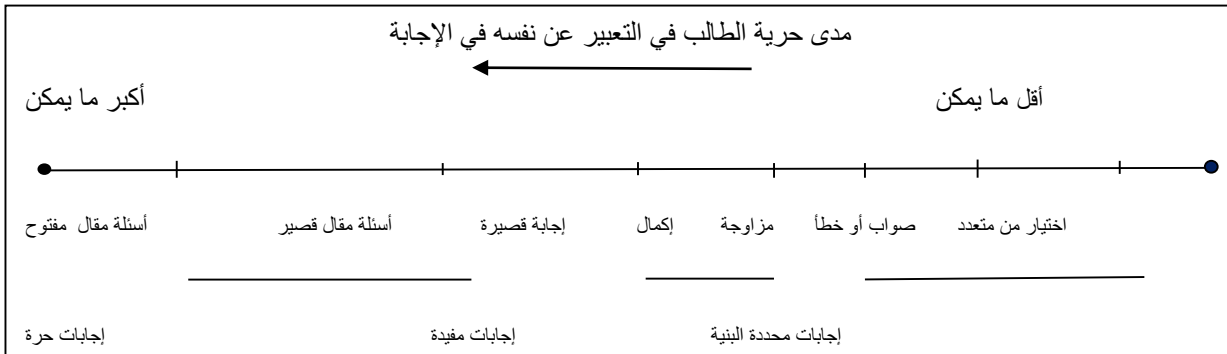 مدى حرية الطالب في التعبير عن نفسه في الإجابة
أقل ما يمكن أكبر ما يمكن
اختيار من متعدد صواب أو خطأ مزاوجة إكمال إجابة قصيرة أسئلة مقال قصير أسئلة مقال مفتوح
إجابات محددة البنية إجابات مفيدة إجابات حرة